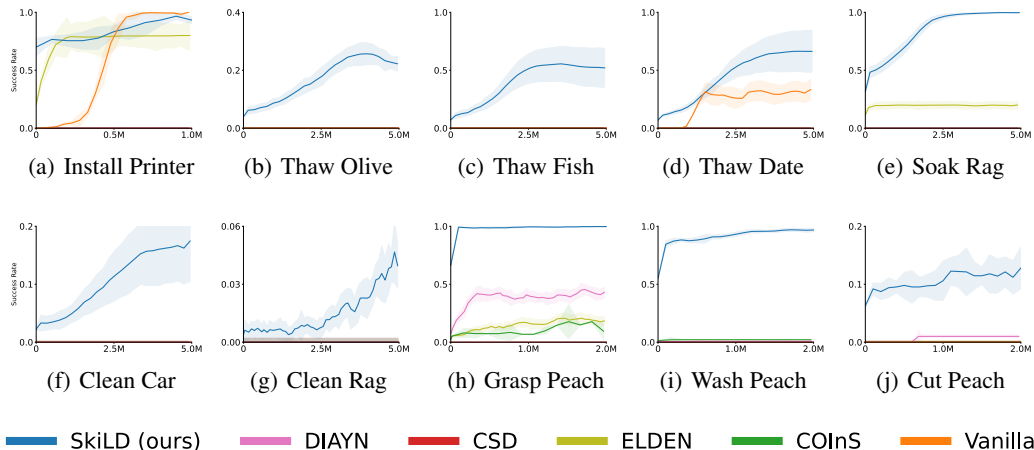 Success Rate
1.0
0.5
0.0
0 0.5M 1.0M
(a) Install Printer
0.4
0.2
0.0
0 2.5M 5.0M
(b) Thaw Olive
1.0
0.5
0.0
0 2.5M 5.0M
(c) Thaw Fish
1.0
0.5
0.0
0 2.5M 5.0M
(d) Thaw Date
1.0
0.5
0.0
0 2.5M 5.0M
(e) Soak Rag
Success Rate
0.2
0.1
0.0
0 2.5M 5.0M
(f) Clean Car
0.06
0.03
0.00
0 2.5M 5.0M
(g) Clean Rag
1.0
0.5
0.0
0 1.0M 2.0M
(h) Grasp Peach
1.0
0.5
0.0
0 1.0M 2.0M
(i) Wash Peach
0.2
0.1
0.0
0 1.0M 2.0M
(j) Cut Peach
SkiLD (ours) DIAYN CSD ELDEN COInS Vanilla